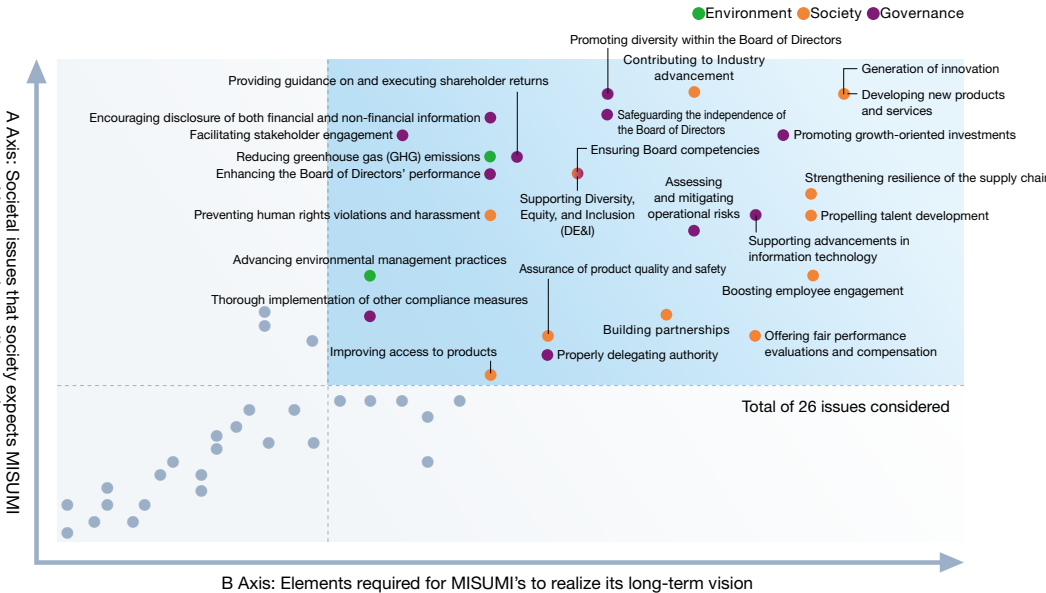 Environment Society Governance
Promoting diversity within the Board of Directors
Contributing to Industry
advancement
Generation of innovation
Providing guidance on and executing shareholder returns
Developing new products
and services
Encouraging disclosure of both financial and non-financial information
Safeguarding the independence of
the Board of Directors
Facilitating stakeholder engagement
Promoting growth-oriented investments
Ensuring Board competencies
Reducing greenhouse gas (GHG) emissions
Enhancing the Board of Directors' performance
Assessing
and mitigating
operational risks
Strengthening resilience of the supply chain
Supporting Diversity,
Equity, and Inclusion
(DE&I)
Preventing human rights violations and harassment
Propelling talent development
Supporting advancements in
information technology
Advancing environmental management practices
Assurance of product quality and safety
Boosting employee engagement
Thorough implementation of other compliance measures
Building partnerships
Offering fair performance
evaluations and compensation
Improving access to products
Properly delegating authority
Total of 26 issues considered
A Axis: Societal issues that society expects MISUMI
B Axis: Elements required for MISUMI's to realize its long-term vision